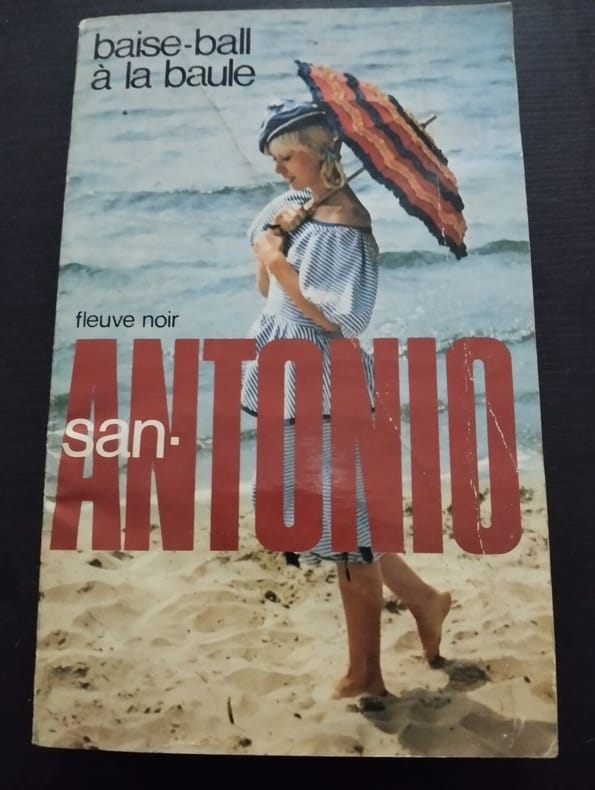 baise-ball
à la baule
fleuve noir
san-
ANTONIO